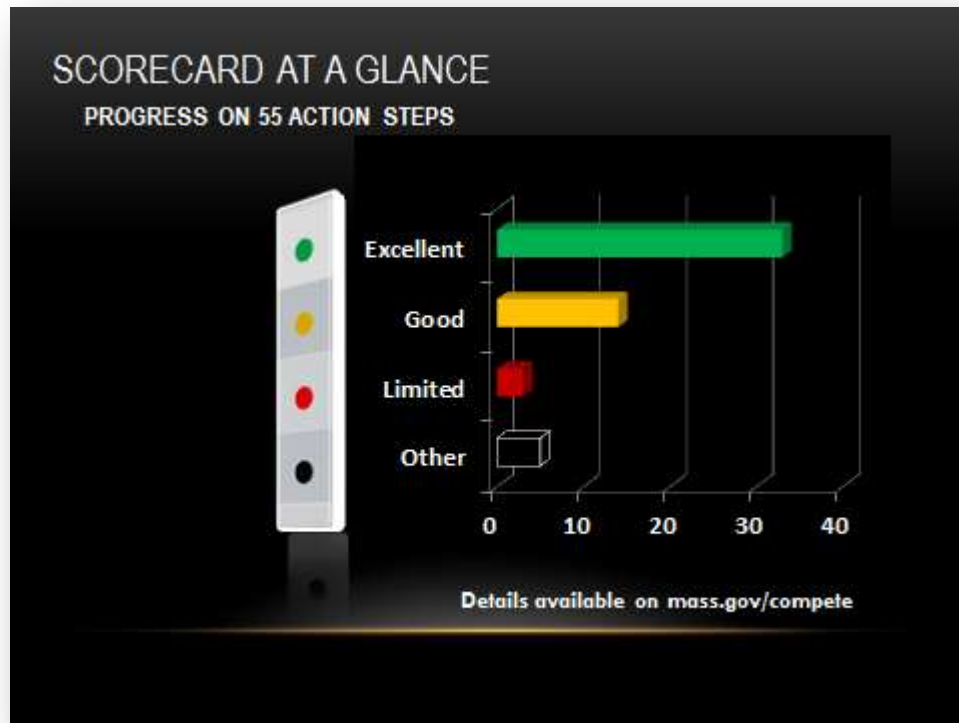 SCORECARD AT A GLANCE
PROGRESS ON 55 ACTION STEPS
Excellent
Good
Limited
Other
0 10 20 30 40
Details available on mass.gov/compete